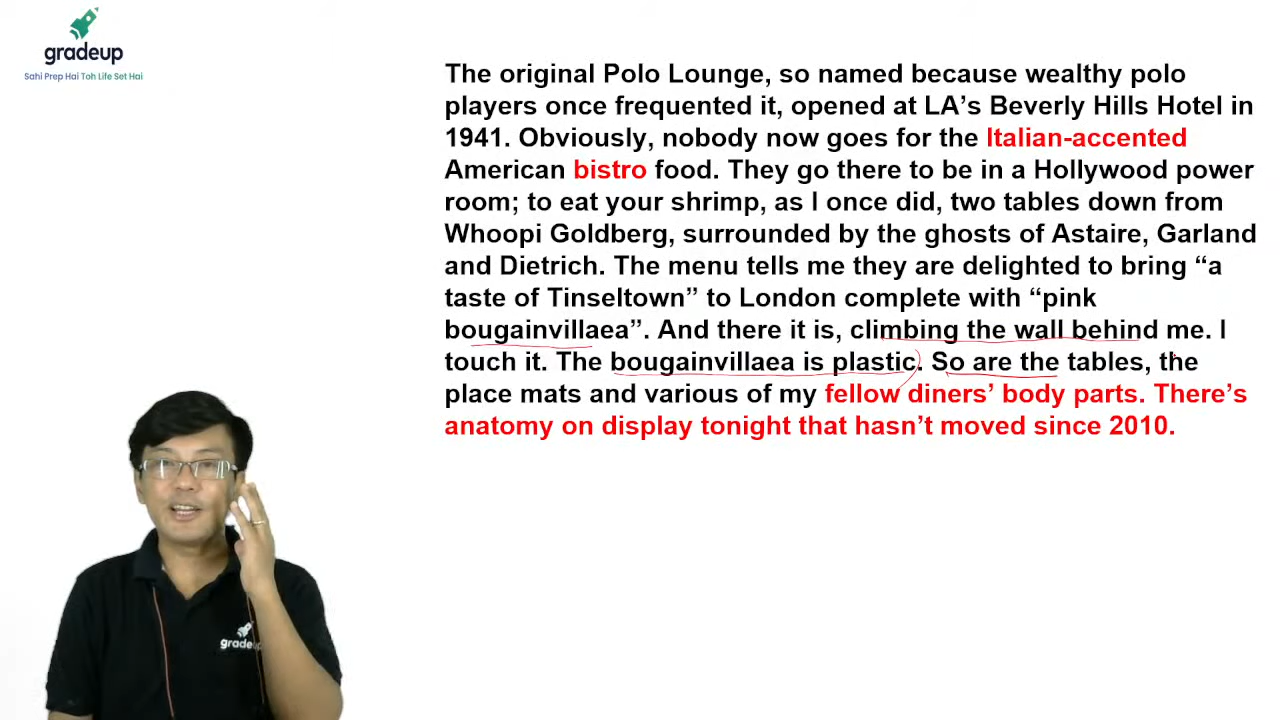 gradeup
Sahi Prep Hai Toh Life Set Hai
The original Polo Lounge, so named because wealthy polo
players once frequented it, opened at LA’s Beverly Hills Hotel in
1941. Obviously, nobody now goes for the Italian-accented
American bistro food. They go there to be in a Hollywood power
room; to eat your shrimp, as I once did, two tables down from
Whoopi Goldberg, surrounded by the ghosts of Astaire, Garland
and Dietrich. The menu tells me they are delighted to bring “a
taste of Tinseltown” to London complete with “pink
bougainvillaea”. And there it is, climbing the wall behind me. I
touch it. The bougainvillaea is plastic. So are the tables, the
place mats and various of my fellow diners’ body parts. There’s
anatomy on display tonight that hasn’t moved since 2010.
gradeup